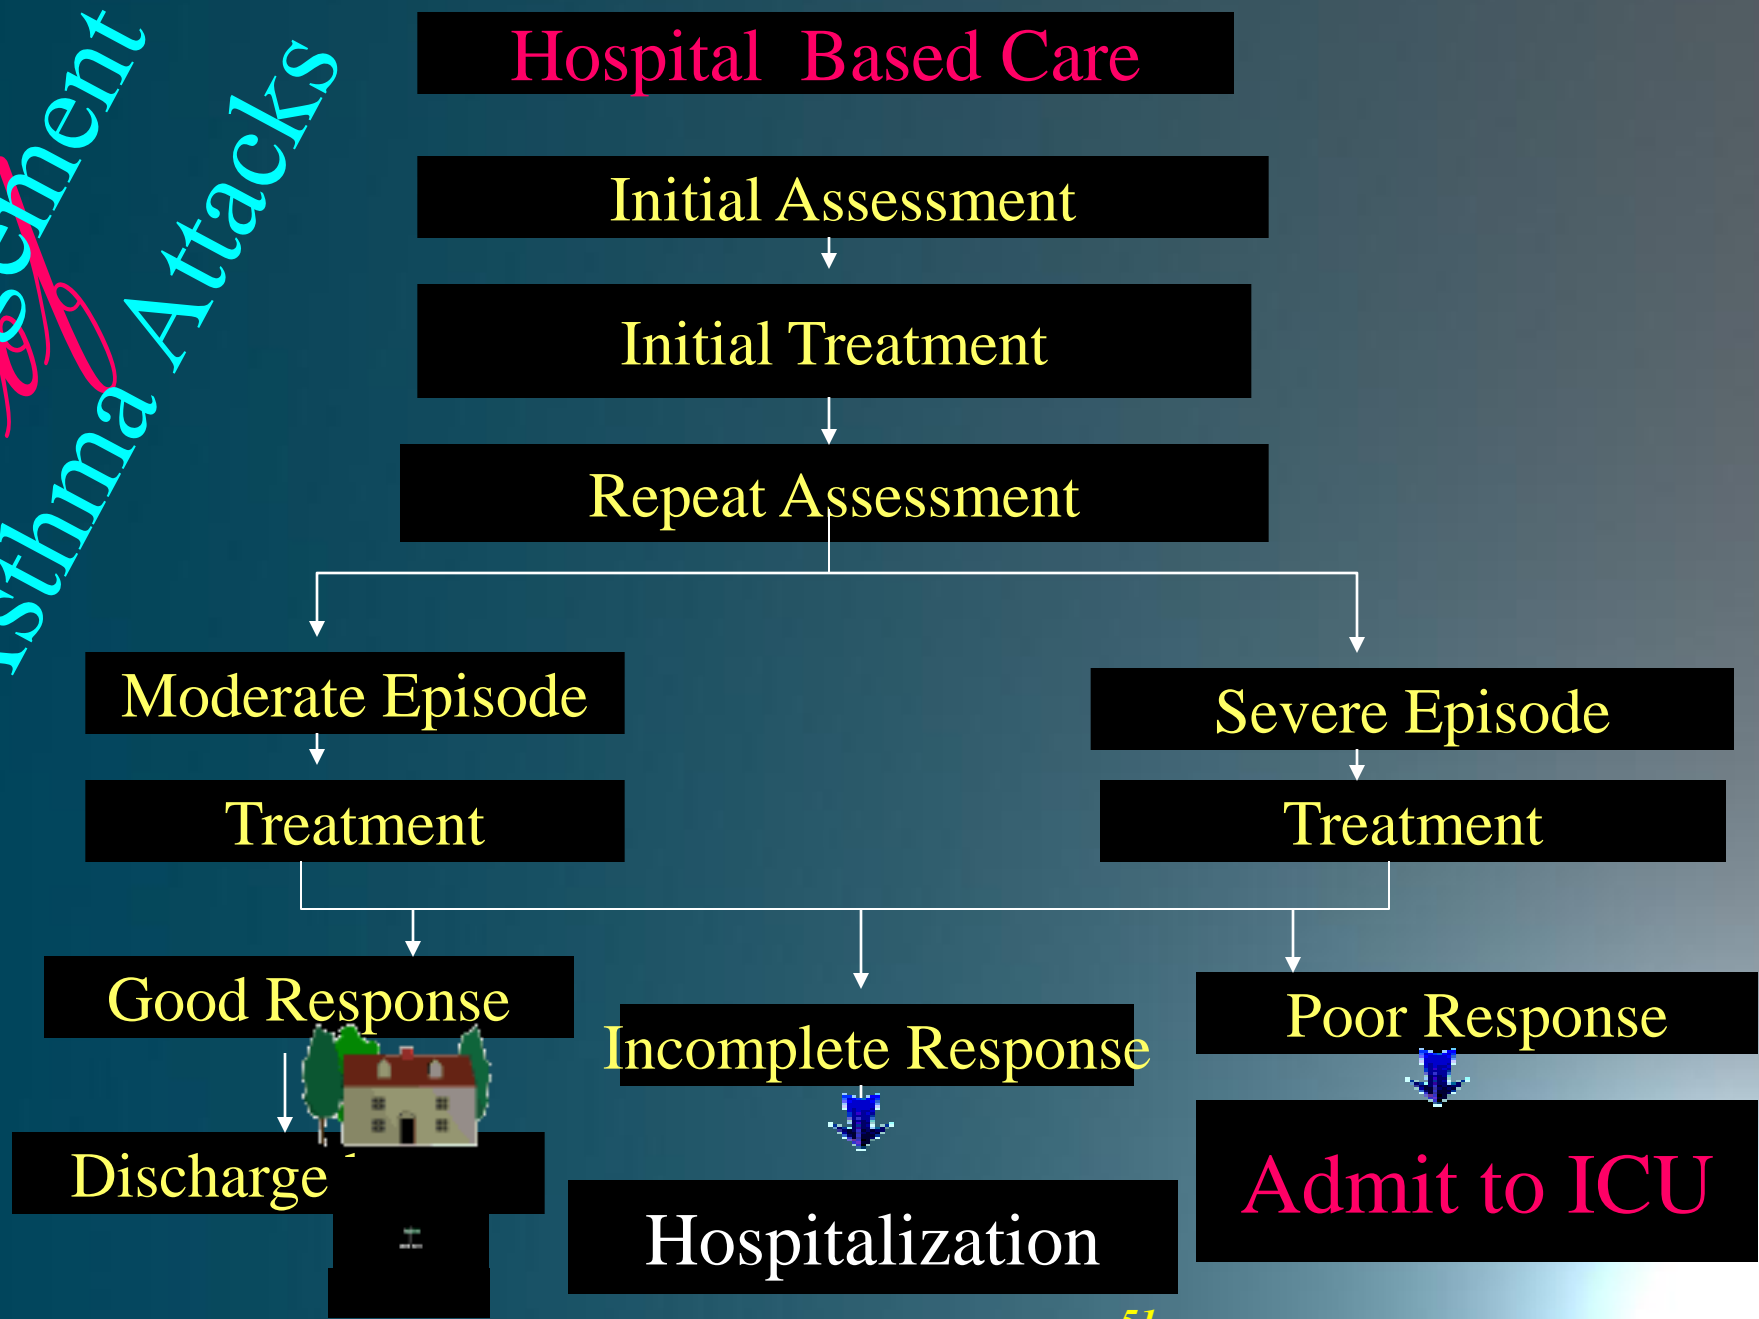 Hospital Based Care
Attacks
Initial Assessment
Initial Treatment
Repeat Assessment
Moderate Episode
Severe Episode
Treatment
Treatment
Good Response
Incomplete Response
Poor Response
Discharge
Admit to ICU
Hospitalization
51